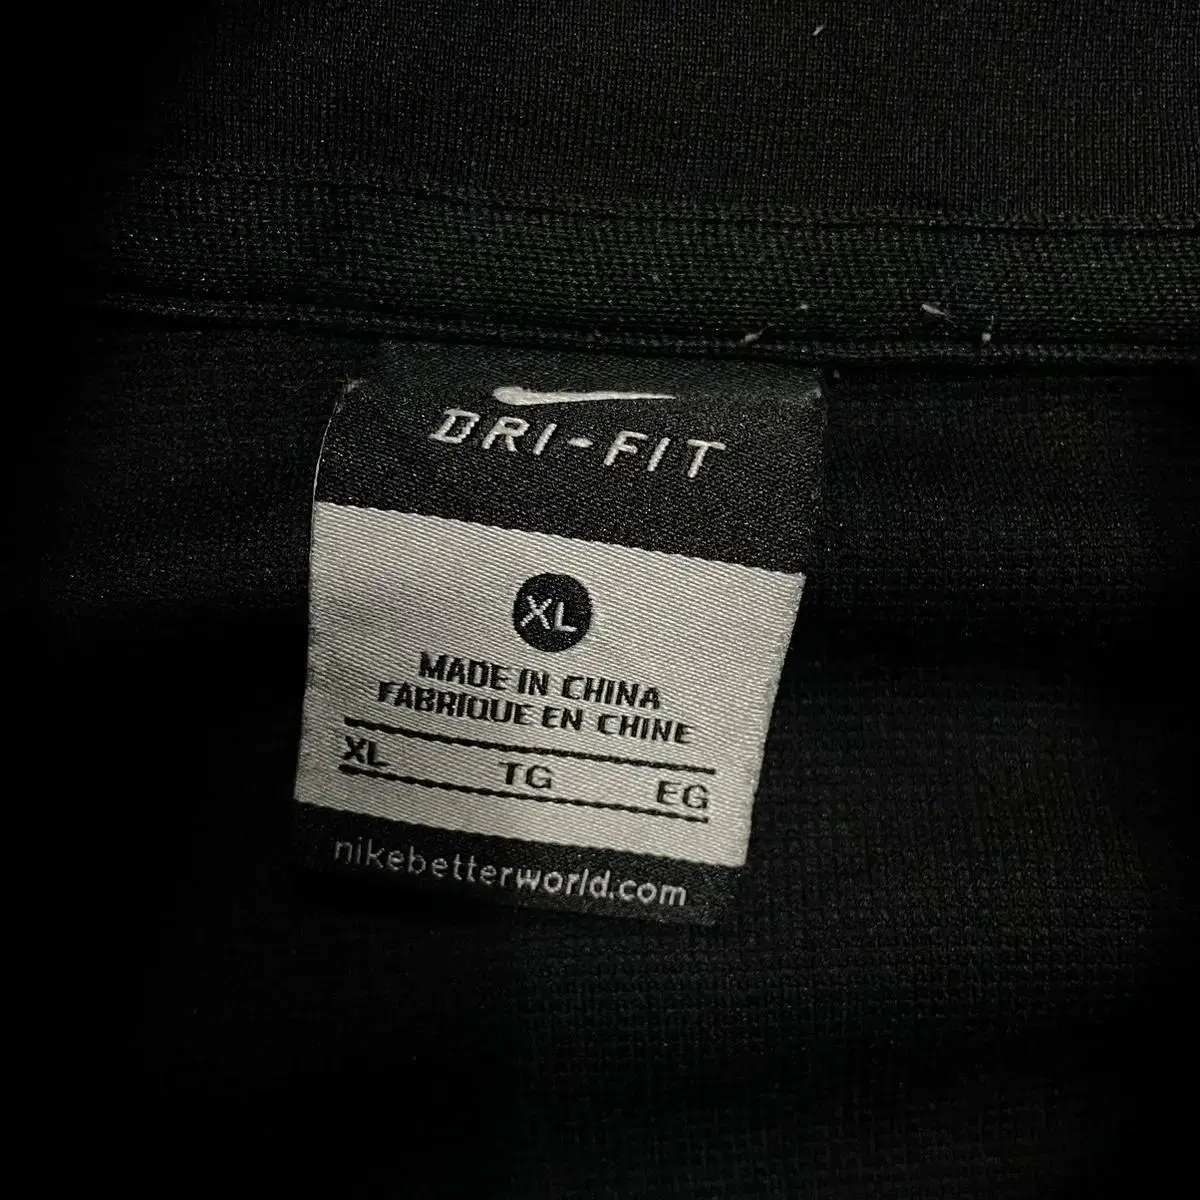 DRI-FIT
XL
MADE IN CHINA
FABRIQUE EN CHINE
XL TG EG
nikebetterworld.com